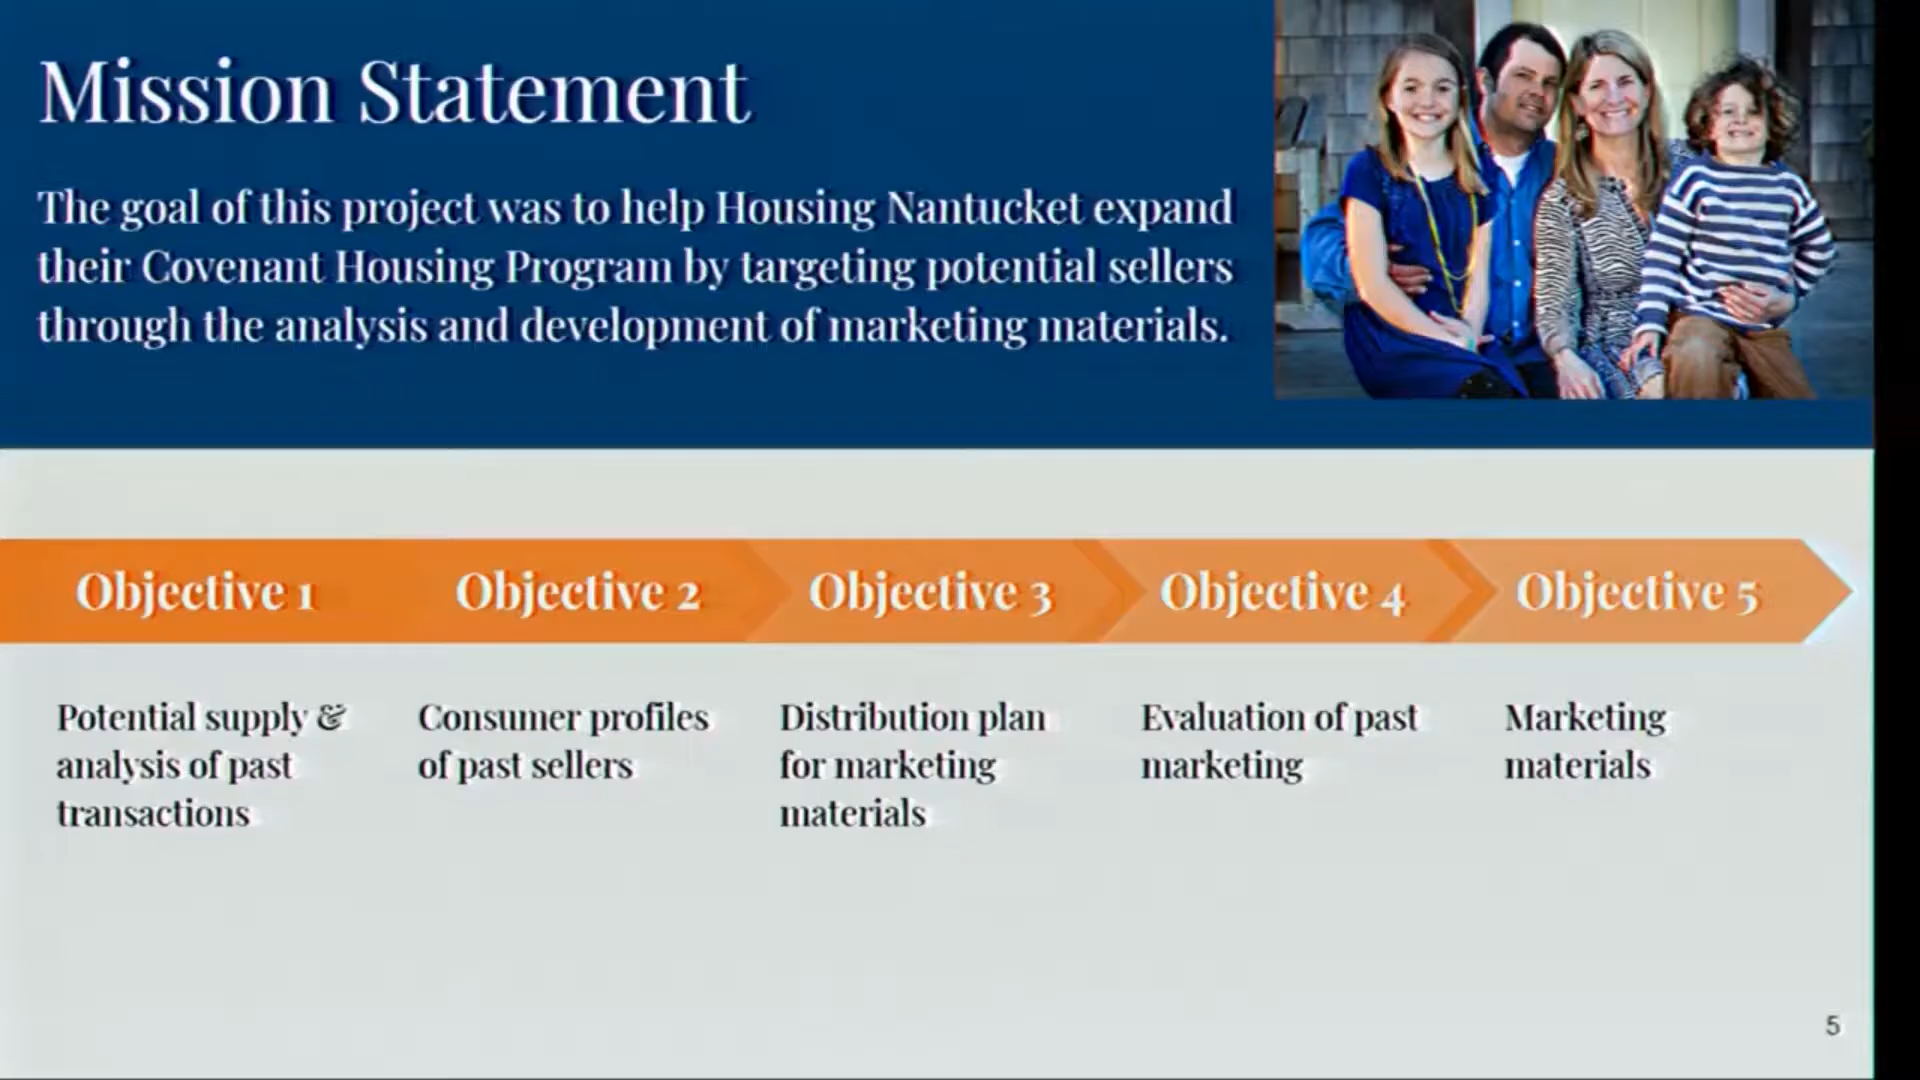 Mission Statement
The goal of this project was to help Housing Nantucket expand
their Covenant Housing Program by targeting potential sellers
through the analysis and development of marketing materials.
Objective 1
Objective 2
Objective 3
Objective 4
Objective 5
Potential supply &
analysis of past
transactions
Consumer profiles
of past sellers
Distribution plan
for marketing
materials
Evaluation of past
marketing
Marketing
materials
5